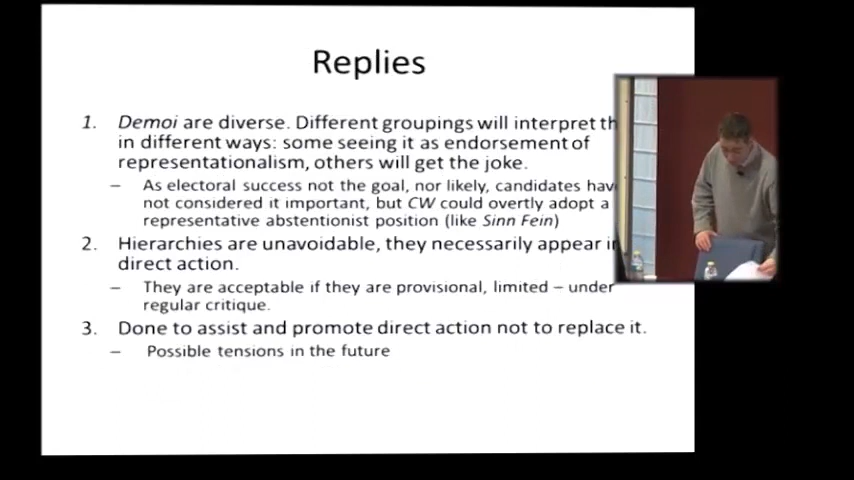 Replies
1. Demoi are diverse. Different groupings will interpret
in different ways: some seeing it as endorsement of
representationalism, others will get the joke.
– As electoral success not the goal, nor likely, candidates
not considered it important, but CW could overtly adopt a
representative abstentionist position (like Sinn Fein)
2. Hierarchies are unavoidable, they necessarily appear
direct action.
– They are acceptable if they are provisional, limited – under
regular critique.
3. Done to assist and promote direct action not to replace it.
– Possible tensions in the future